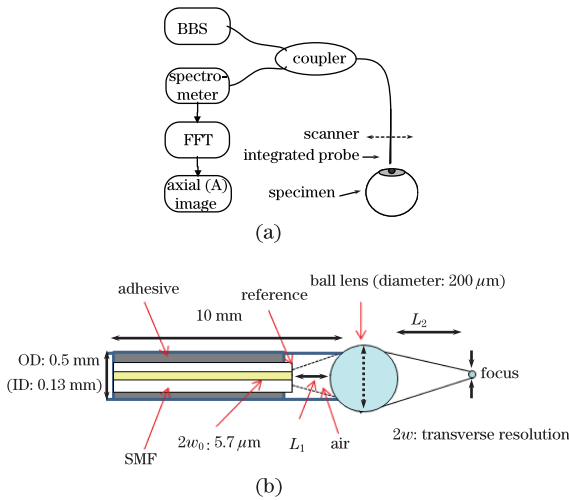 BBS
coupler
spectro-
meter
FFT
axial (A)
image
scanner
integrated probe
specimen
(a)
ball lens (diameter: 200 μm)
adhesive
reference
10 mm
L2
OD: 0.5 mm
(ID: 0.13 mm)
focus
2w0: 5.7 μm
L1
air
2w: transverse resolution
SMF
(b)